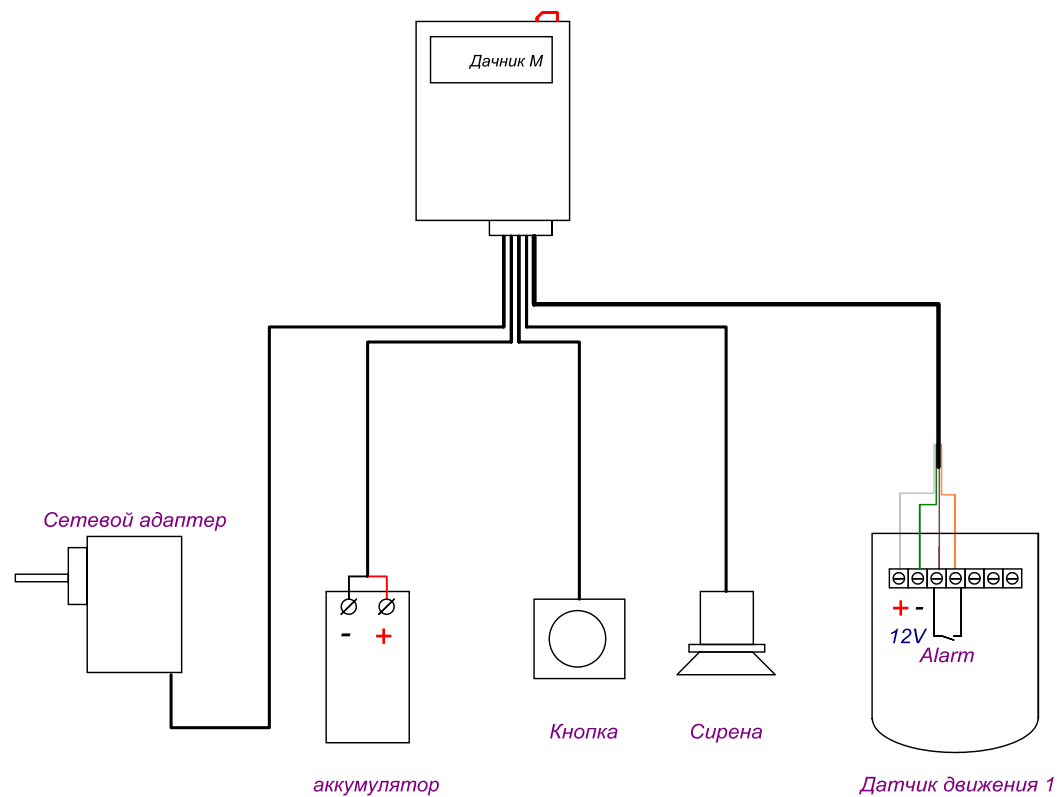 Дачник М
Сетевой адаптер
- +
+ -
12V
Alarm
Кнопка
Сирена
аккумулятор
Датчик движения 1